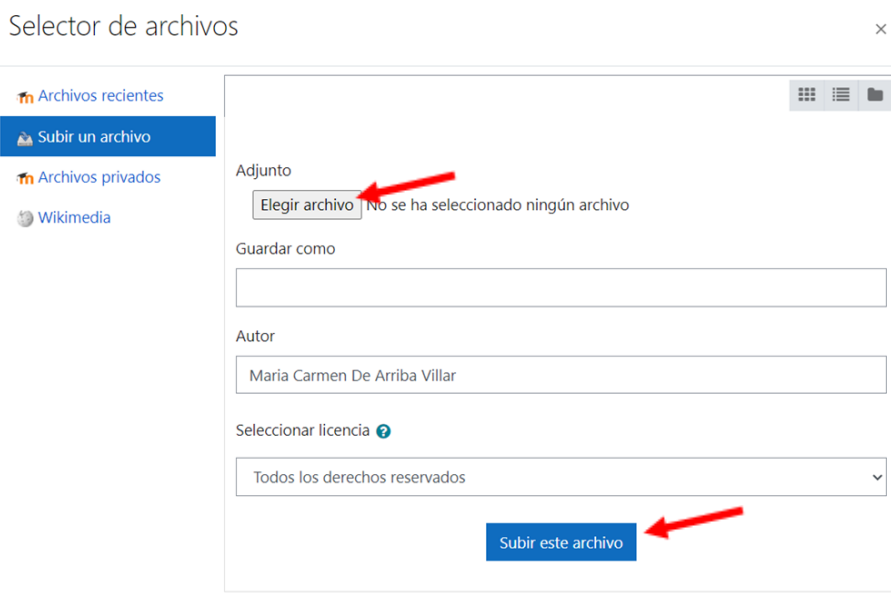 Selector de archivos
Archivos recientes
Subir un archivo
Archivos privados
Wikimedia
Adjunto
Elegir archivo No se ha seleccionado ningún archivo
Guardar como
Autor
Maria Carmen De Arriba Villar
Seleccionar licencia
Todos los derechos reservados
Subir este archivo